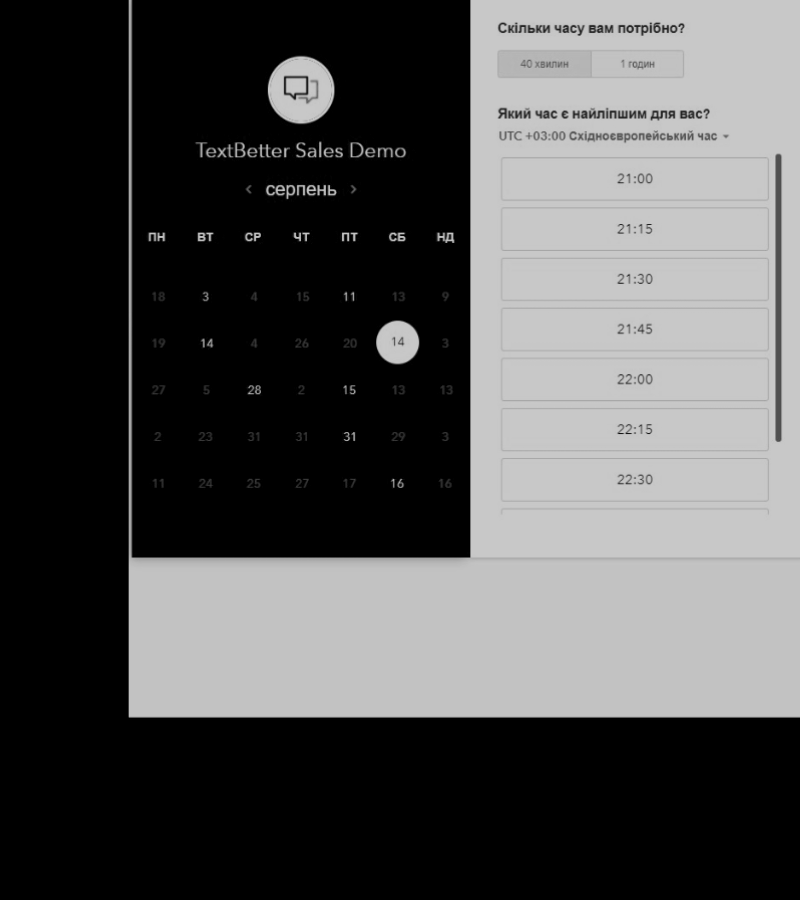 TextBetter Sales Demo
серпень
ПН ВТ СР ЧТ ПТ СБ НД
18 3 4 15 11 13 9
19 14 4 26 20 14 3
27 5 28 2 15 13 13
2 23 31 31 31 29 3
11 24 25 27 17 16 16
Скільки часу вам потрібно?
40 хвилин 1 годин
Який час є найліпшим для вас?
UTC +03:00 Східноєвропейський час
21:00
21:15
21:30
21:45
22:00
22:15
22:30